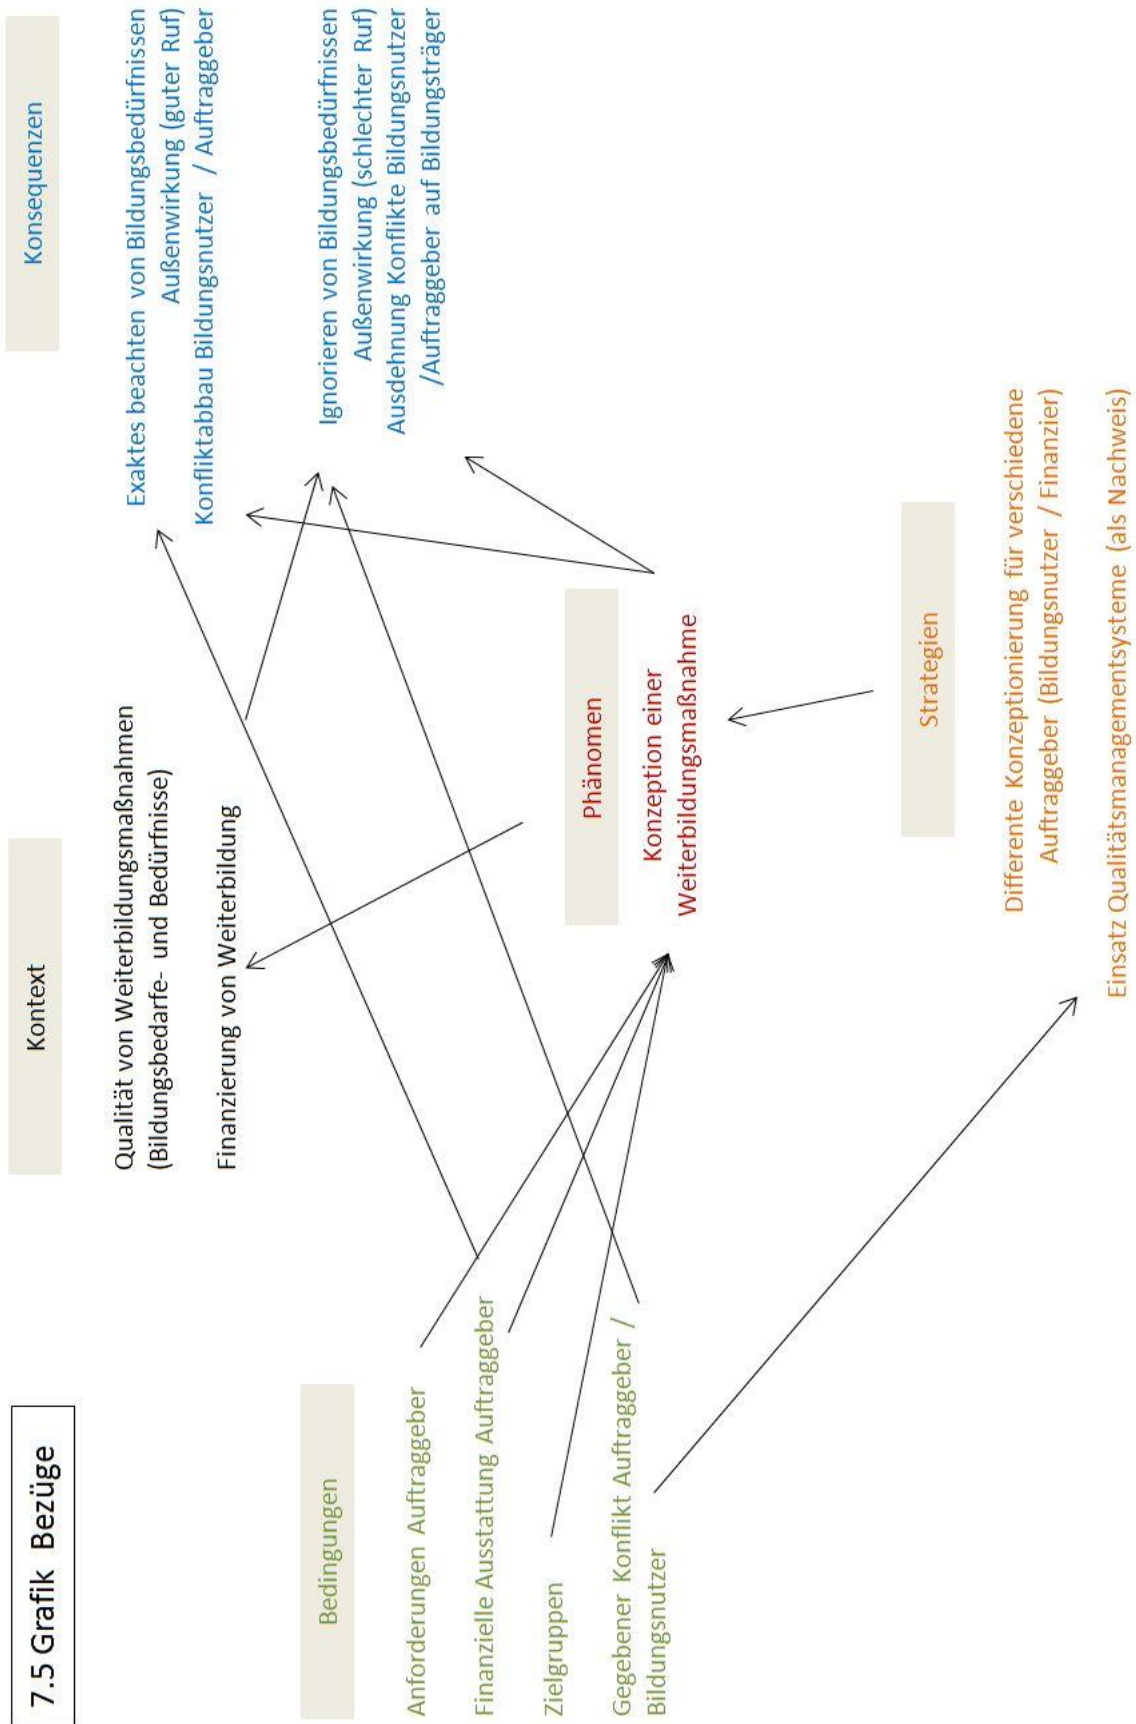 7.5 Grafik Bezüge
Bedingungen
Anforderungen Auftraggeber
Finanzielle Ausstattung Auftraggeber
Zielgruppen
Gegebener Konflikt Auftraggeber /
Bildungsnutzer
Kontext
Qualität von Weiterbildungsmaßnahmen
(Bildungsbedarfe- und Bedürfnisse)
Finanzierung von Weiterbildung
Phänomen
Konzeption einer
Weiterbildungsmaßnahme
Strategien
Differente Konzeptionierung für verschiedene
Auftraggeber (Bildungsnutzer / Finanzier)
Einsatz Qualitätsmanagementsysteme (als Nachweis)
Konsequenzen
Exaktes beachten von Bildungsbedürfnissen
Außenwirkung (guter Ruf)
Konfliktabbau Bildungsnutzer / Auftraggeber
Ignorieren von Bildungsbedürfnissen
Außenwirkung (schlechter Ruf)
Ausdehnung Konflikte Bildungsnutzer
/Auftraggeber auf Bildungsträger